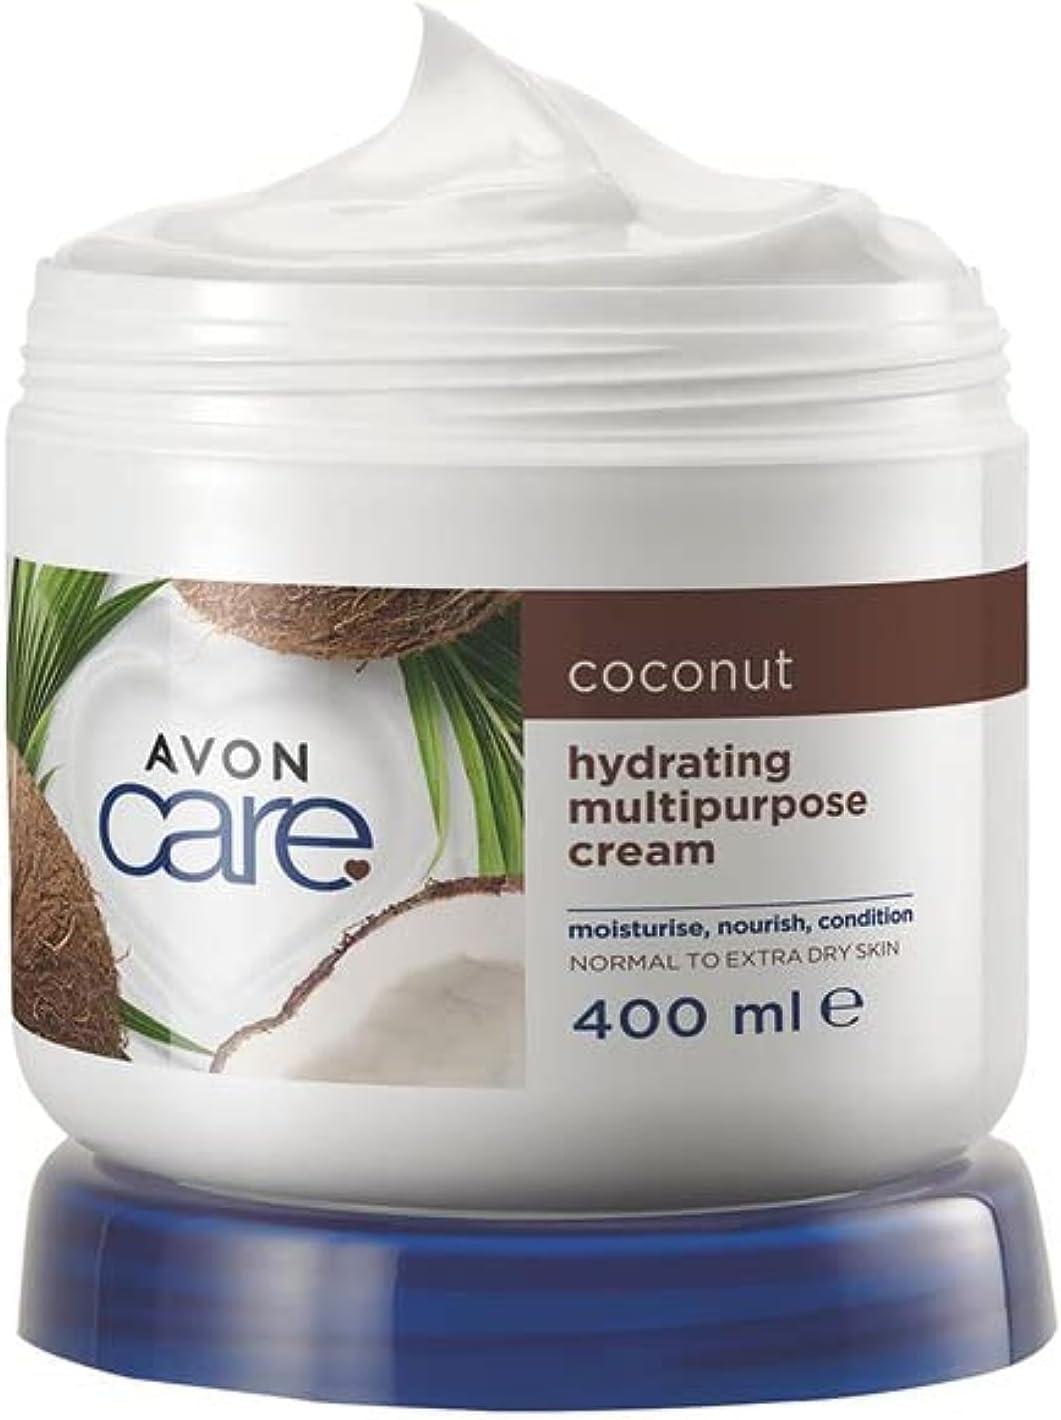 AVON
care
coconut
hydrating
multipurpose
cream
moisturise, nourish, condition
NORMAL TO EXTRA DRY SKIN
400 ml ℮